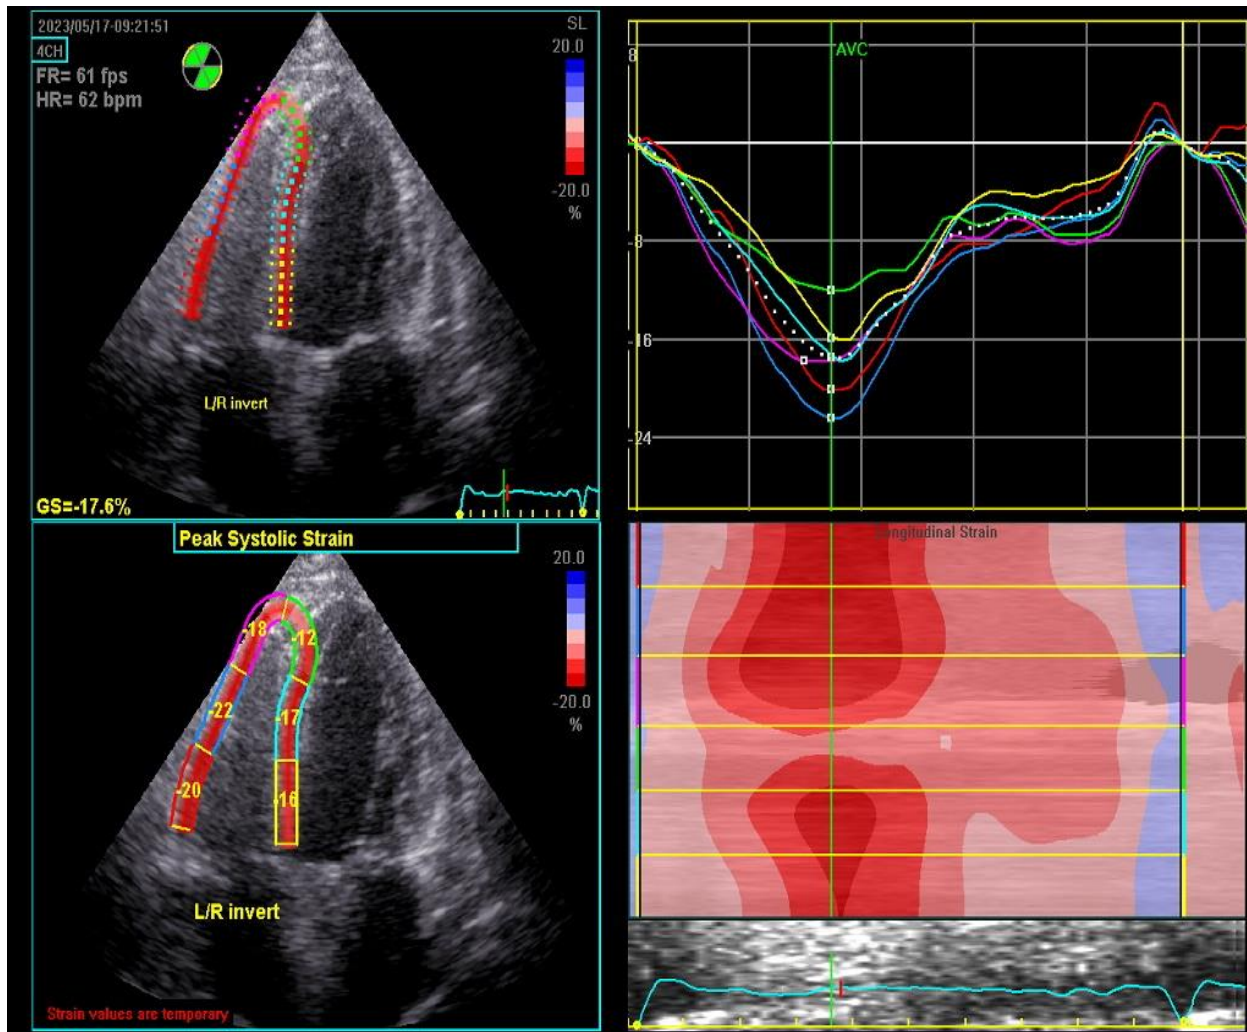 2023/05/17-09:21:51
4CH
FR= 61 fps
HR= 62 bpm
SL
20.0
-20.0
%
L/R invert
GS=-17.6%
AVC
8
-8
-16
-24
Peak Systolic Strain
20.0
-20.0
%
-18
-12
-22
-17
-20
-16
L/R invert
Strain values are temporary
Longitudinal Strain